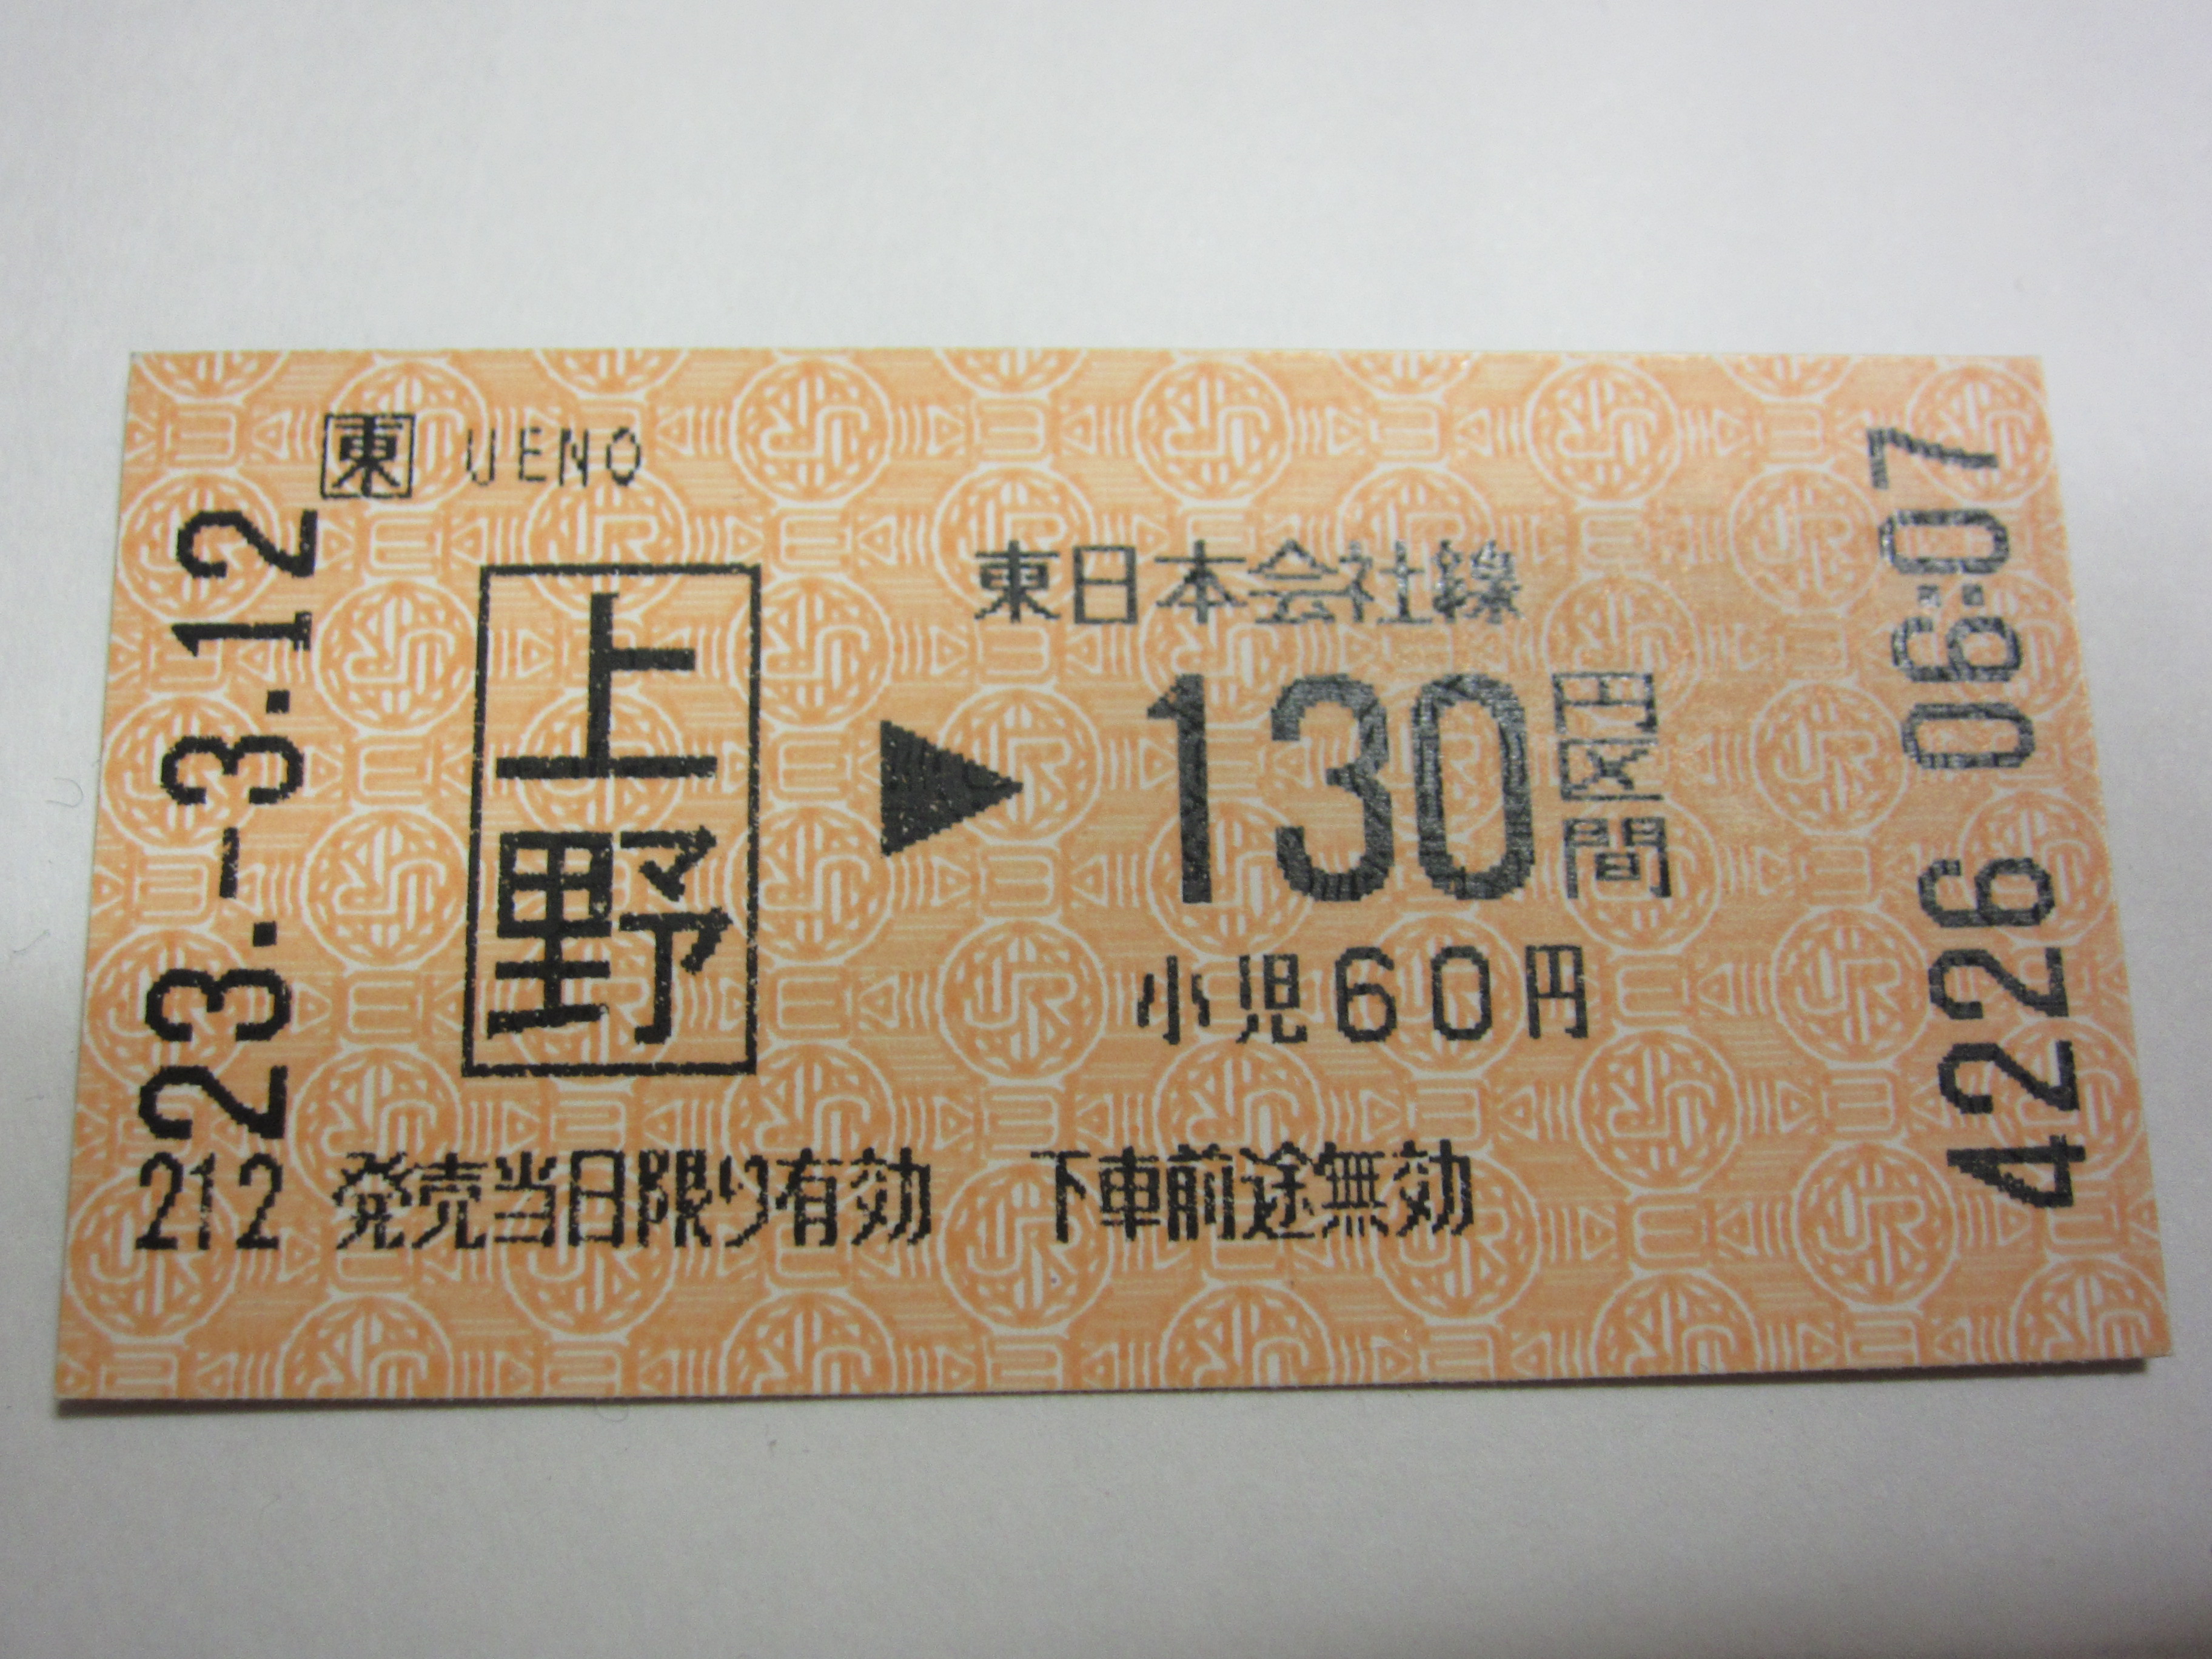 東 UENO
23.-3.12
上野
▶
東日本会社線
130円区間
小児60円
212 発売当日限り有効 下車前途無効
4226 06:07